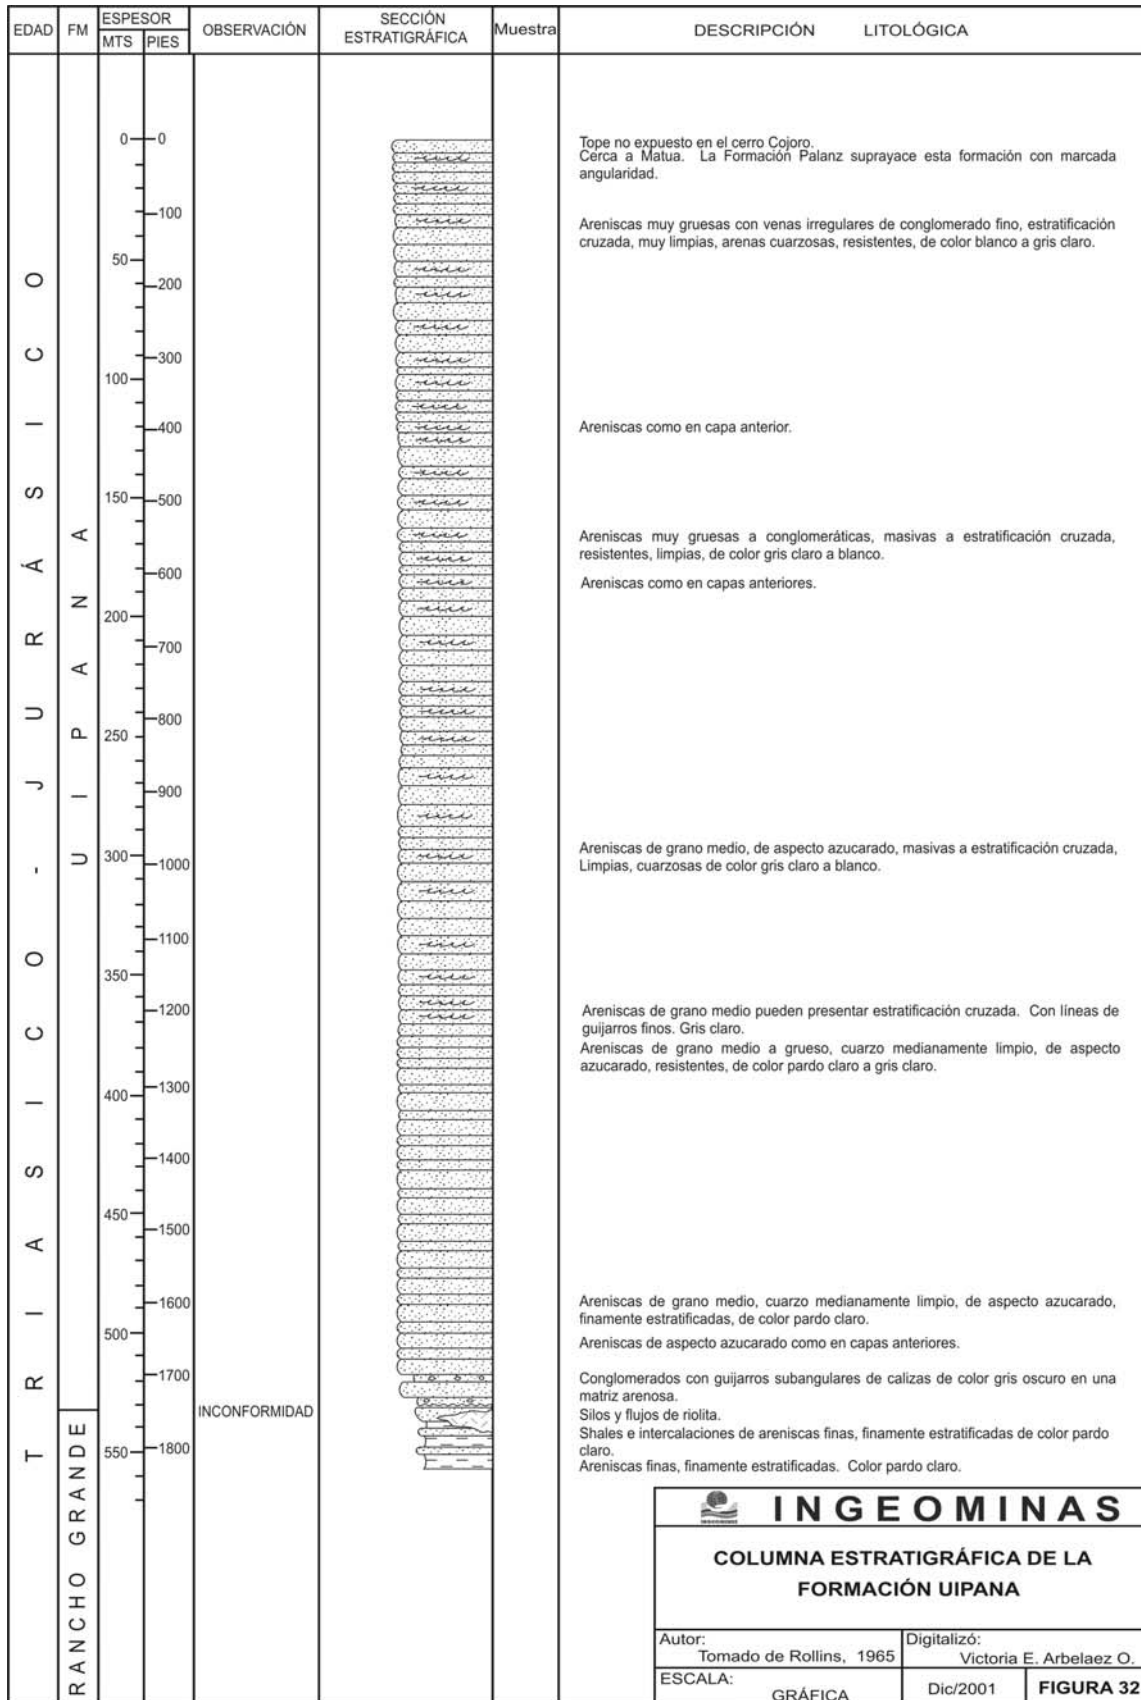 EDAD FM ESPESOR OBSERVACIÓN SECCIÓN ESTRATIGRÁFICA Muestra DESCRIPCIÓN LITOLÓGICA
MTS PIES
TRIÁSICO - JURÁSICO
UIPANA
RANCHO GRANDE
0
50
100
150
200
250
300
350
400
450
500
550
0
100
200
300
400
500
600
700
800
900
1000
1100
1200
1300
1400
1500
1600
1700
1800
INCONFORMIDAD
Tope no expuesto en el cerro Cojoro.
Cerca a Matua. La Formación Palanz suprayace esta formación con marcada
angularidad.
Areniscas muy gruesas con venas irregulares de conglomerado fino, estratificación
cruzada, muy limpias, arenas cuarzosas, resistentes, de color blanco a gris claro.
Areniscas como en capa anterior.
Areniscas muy gruesas a conglomeráticas, masivas a estratificación cruzada,
resistentes, limpias, de color gris claro a blanco.
Areniscas como en capas anteriores.
Areniscas de grano medio, de aspecto azucarado, masivas a estratificación cruzada,
Limpias, cuarzosas de color gris claro a blanco.
Areniscas de grano medio pueden presentar estratificación cruzada. Con líneas de
guijarros finos. Gris claro.
Areniscas de grano medio a grueso, cuarzo medianamente limpio, de aspecto
azucarado, resistentes, de color pardo claro a gris claro.
Areniscas de grano medio, cuarzo medianamente limpio, de aspecto azucarado,
finamente estratificadas, de color pardo claro.
Areniscas de aspecto azucarado como en capas anteriores.
Conglomerados con guijarros subangulares de calizas de color gris oscuro en una
matriz arenosa.
Silos y flujos de riolita.
Shales e intercalaciones de areniscas finas, finamente estratificadas de color pardo
claro.
Areniscas finas, finamente estratificadas. Color pardo claro.
INGEOMINAS
COLUMNA ESTRATIGRÁFICA DE LA
FORMACIÓN UIPANA
Autor:
Tomado de Rollins, 1965
Digitalizó:
Victoria E. Arbelaez O.
ESCALA:
GRÁFICA
Dic/2001
FIGURA 32